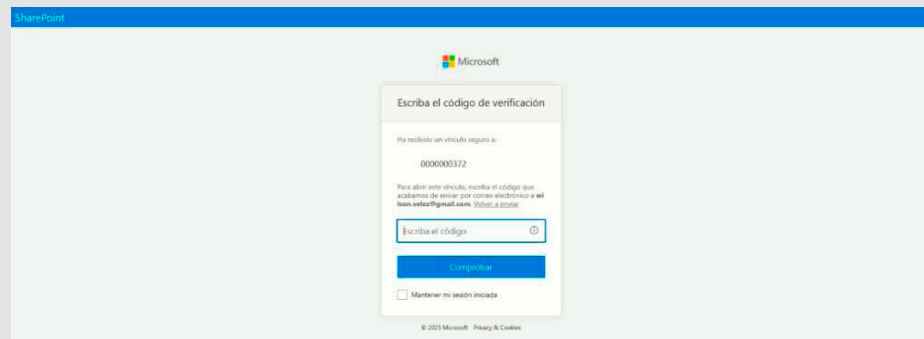 SharePoint
Microsoft
Escriba el código de verificación
Ha recibido un vínculo seguro a:
0000000372
Para abrir este vínculo, escriba el código que
acabamos de enviar por correo electrónico a wi
lson.velez@gmail.com. Volver a enviar
Escriba el código
Comprobar
Mantener mi sesión iniciada
© 2023 Microsoft Privacy & Cookies